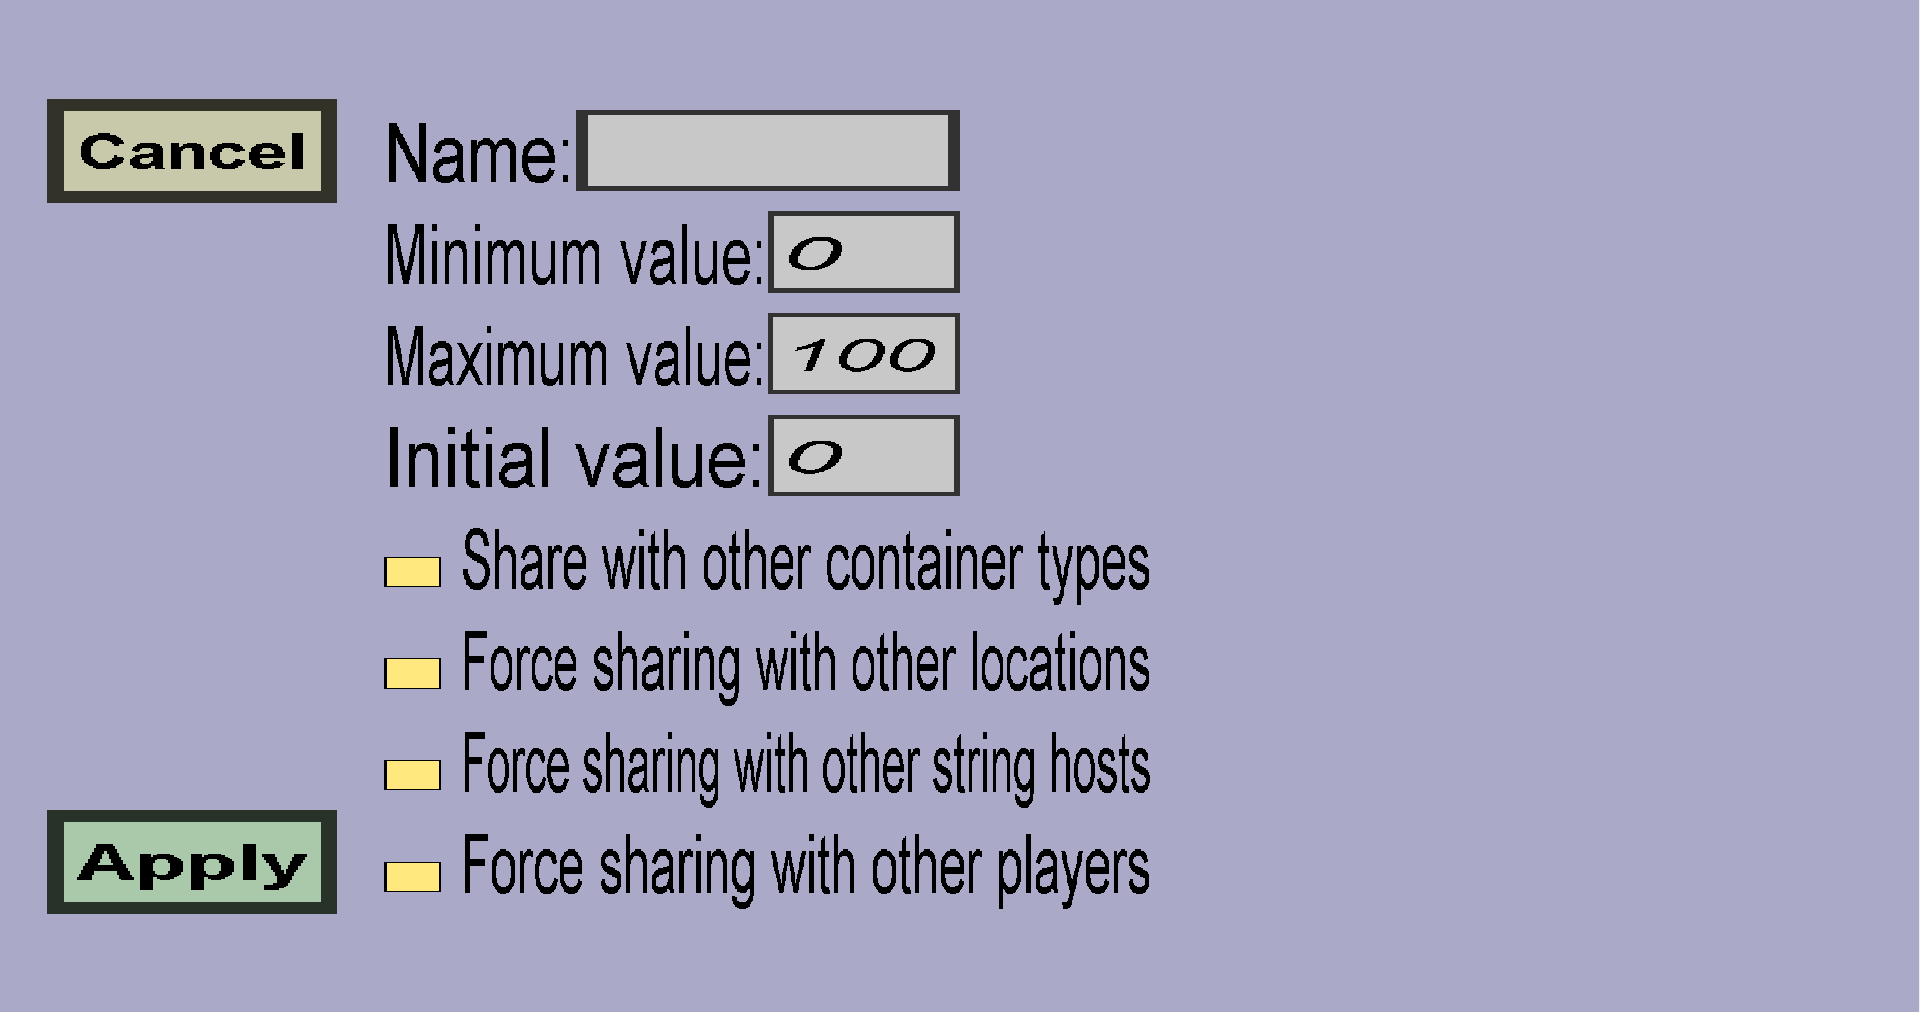 Cancel
Name:
Minimum value: 0
Maximum value: 100
Initial value: 0
Share with other container types
Force sharing with other locations
Force sharing with other string hosts
Apply
Force sharing with other players